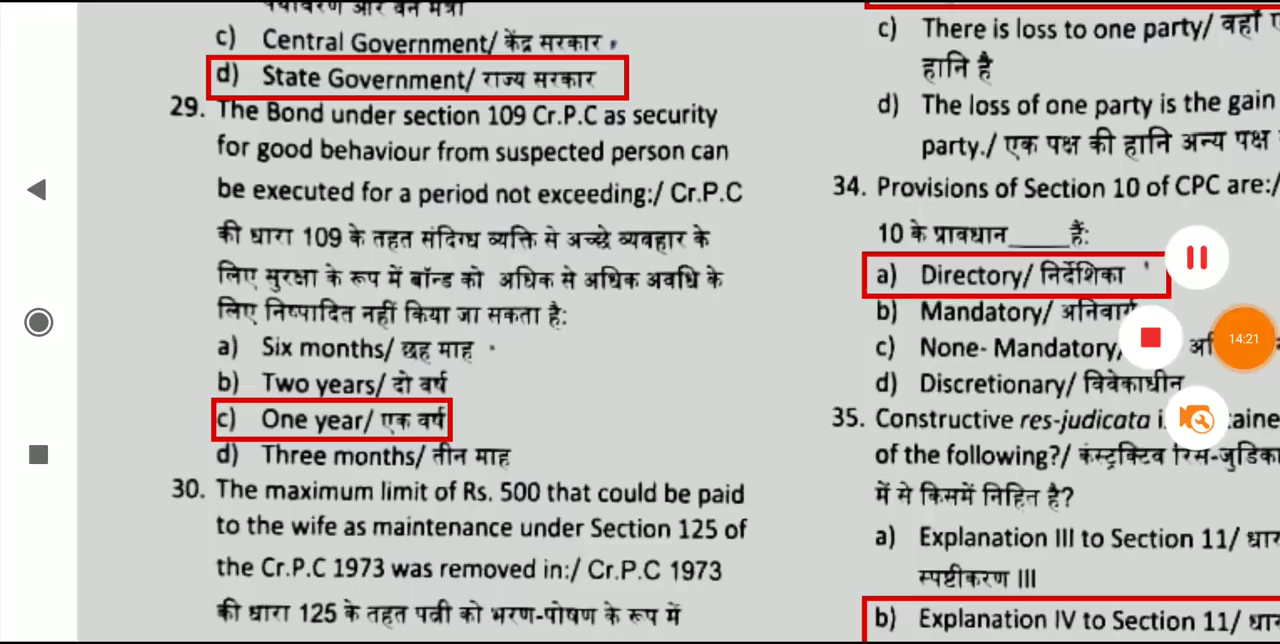 c) Central Government/ केंद्र सरकार
d) State Government/ राज्य सरकार
29. The Bond under section 109 Cr.P.C as security
for good behaviour from suspected person can
be executed for a period not exceeding:/ Cr.P.C
की धारा 109 के तहत संदिग्ध व्यक्ति से अच्छे व्यवहार के
लिए सुरक्षा के रूप में बॉन्ड को अधिक से अधिक अवधि के
लिए निष्पादित नहीं किया जा सकता है:
a) Six months/ छह माह
b) Two years/ दो वर्ष
c) One year/ एक वर्ष
d) Three months/ तीन माह
30. The maximum limit of Rs. 500 that could be paid
to the wife as maintenance under Section 125 of
the Cr.P.C 1973 was removed in:/ Cr.P.C 1973
की धारा 125 के तहत पत्नी को भरण-पोषण के रूप में
c) There is loss to one party/ वहाँ
हानि है
d) The loss of one party is the gain
party./ एक पक्ष की हानि अन्य पक्ष
34. Provisions of Section 10 of CPC are:/
10 के प्रावधान_____हैं:
a) Directory/ निर्देशिका
b) Mandatory/ अनिवार्य
c) None- Mandatory/
d) Discretionary/ विवेकाधीन
35. Constructive res-judicata
of the following?/ कंस्ट्रक्टिव रिस-जुडिका
में से किसमें निहित है?
a) Explanation III to Section 11/
स्पष्टीकरण III
b) Explanation IV to Section 11/
14:21